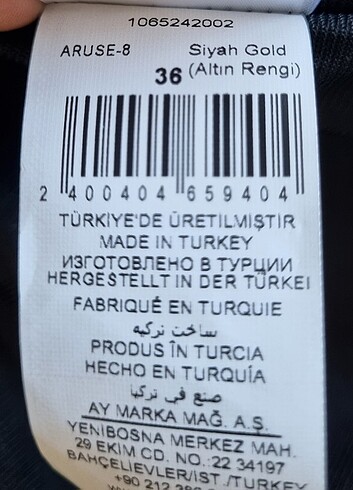 1065242002
ARUSE-8 Siyah Gold
36 (Altın Rengi)
2 400404 659404
TÜRKİYE'DE ÜRETİLMİŞTİR
MADE IN TURKEY
ИЗГОТОВЛЕНО В ТУРЦИИ
HERGESTELLT IN DER TÜRKEI
FABRIQUÉ EN TURQUIE
ساخت ترکیه
PRODUS ÎN TURCIA
HECHO EN TURQUÍA
صنع في تركيا
AY MARKA MAĞ. A.Ş.
YENİBOSNA MERKEZ MAH.
29 EKİM CD. NO.:22 34197
BAHÇELİEVLER/İST./TURKEY
+90 212